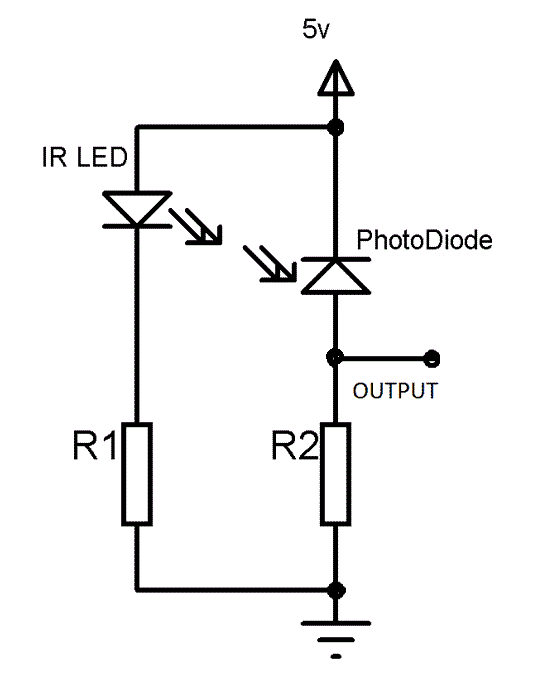 5v
IR LED
PhotoDiode
OUTPUT
R1
R2